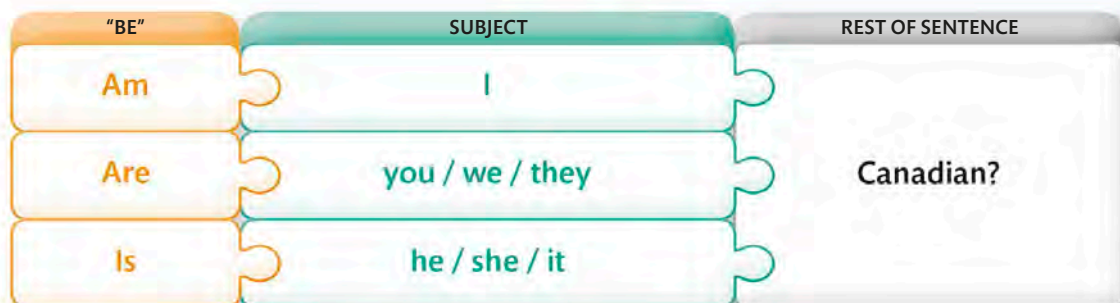 “BE” SUBJECT REST OF SENTENCE
Am I
Are you / we / they Canadian?
Is he / she / it